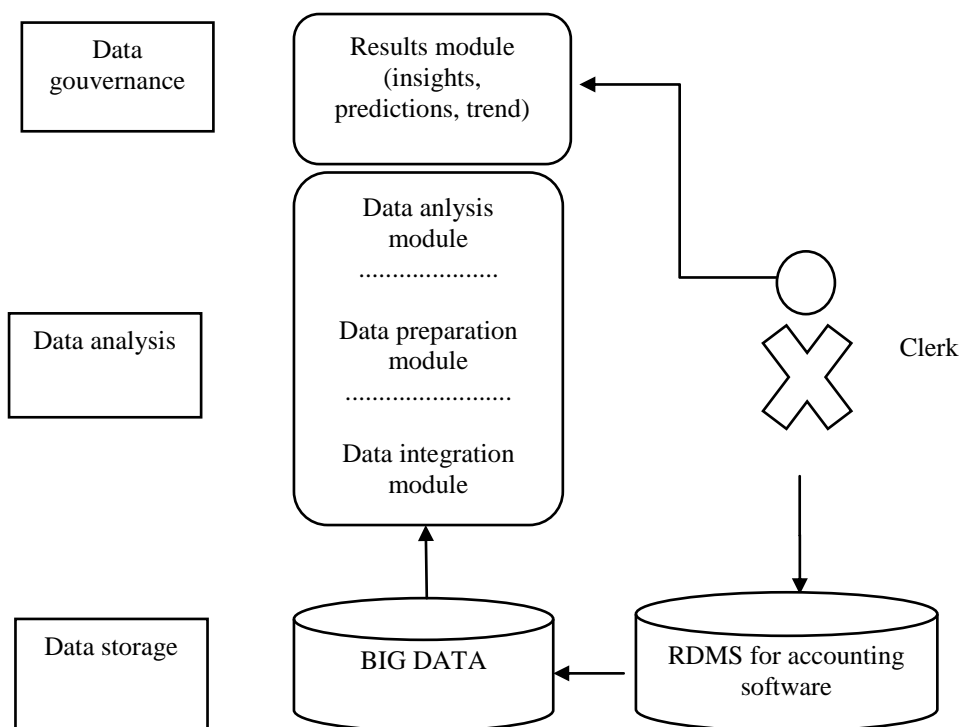 Data
gouvernance
Results module
(insights,
predictions, trend)
Data anlysis
module
.....................
Data analysis
Data preparation
module
.........................
Data integration
module
Clerk
Data storage
BIG DATA
RDMS for accounting
software